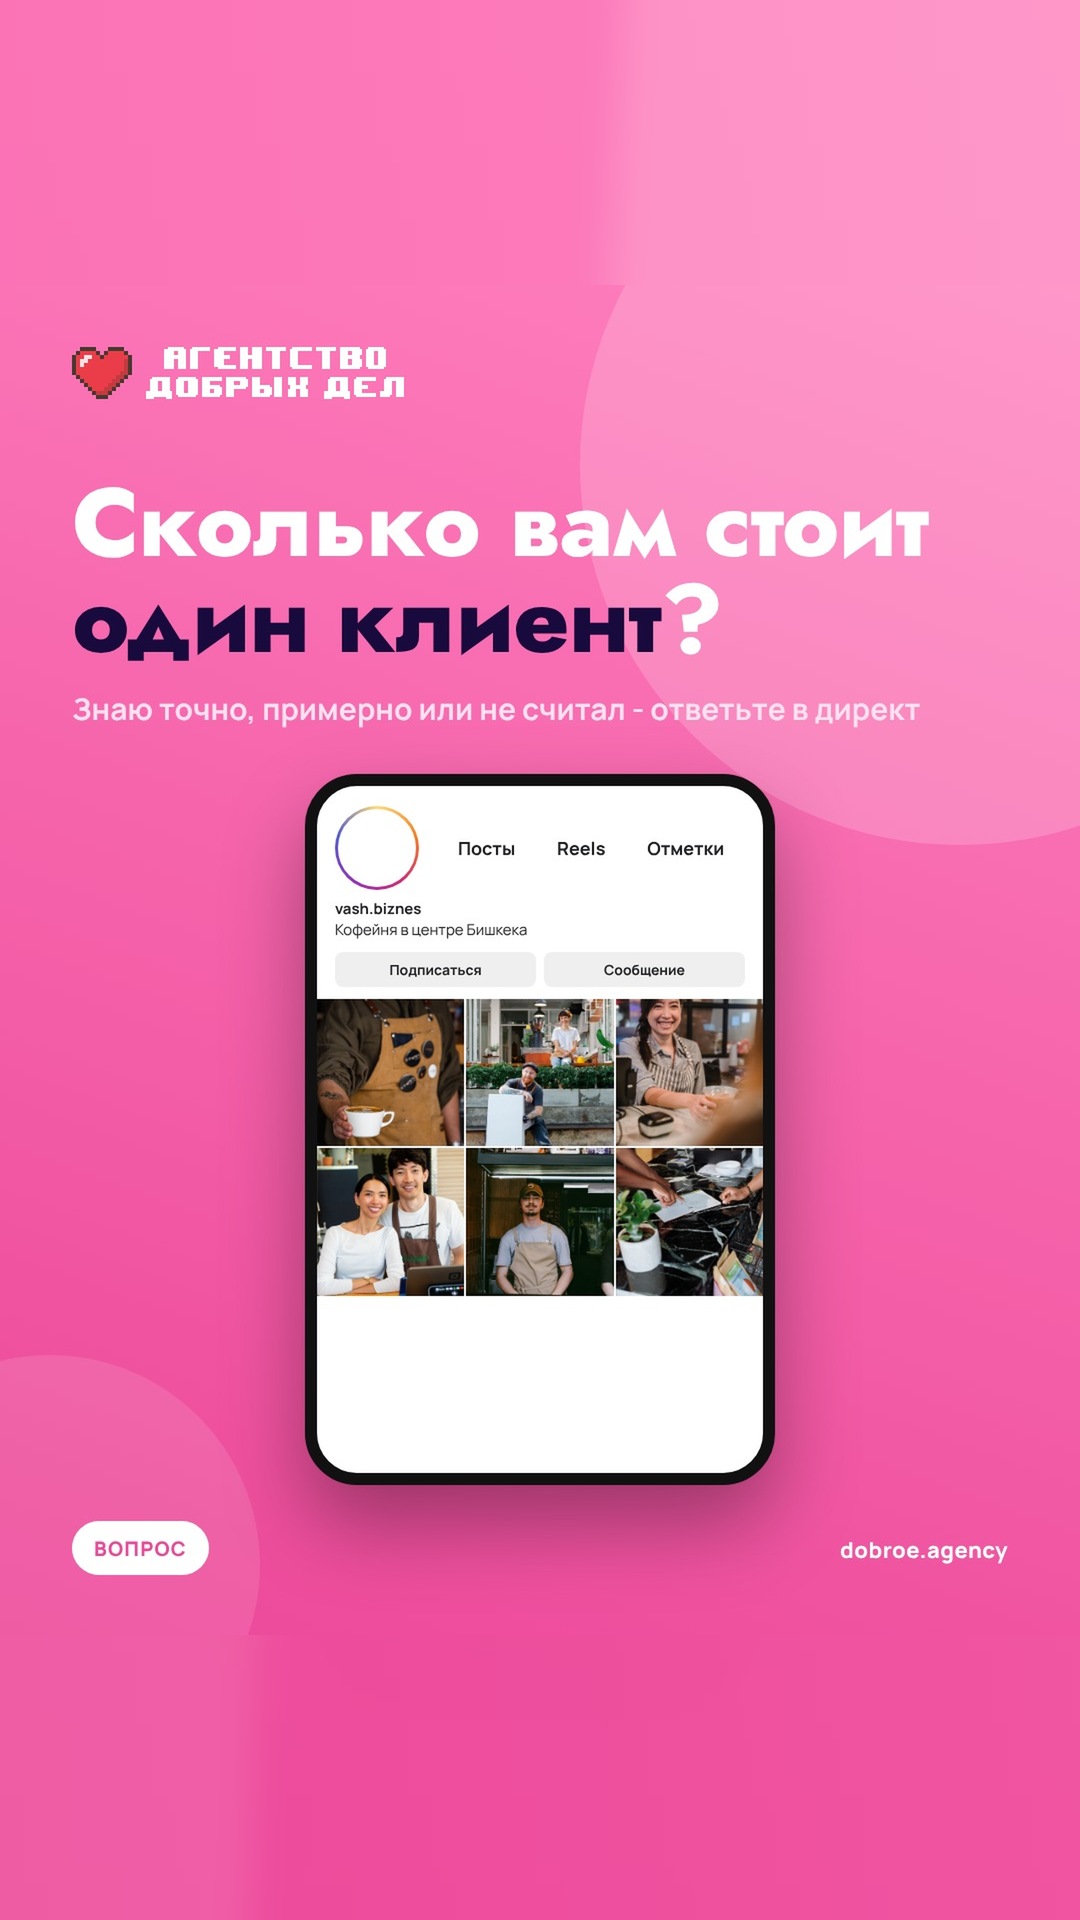 АГЕНТСТВО
ДОБРЫХ ДЕЛ
Сколько вам стоит
один клиент?
Знаю точно, примерно или не считал - ответьте в директ
Посты Reels Отметки
vash.biznes
Кофейня в центре Бишкека
Подписаться Сообщение
ВОПРОС
dobroe.agency